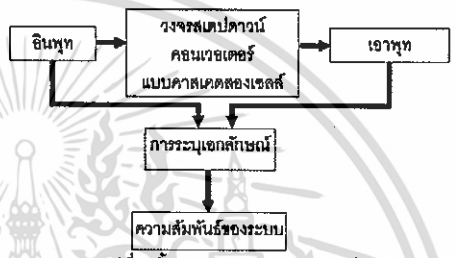 อินพุท
วงจรสเตปดาวน์
คอนเวอเตอร์
แบบคาสเคดสองเซลล์
เอาพุท
การระบุเอกลักษณ์
ความสัมพันธ์ของระบบ